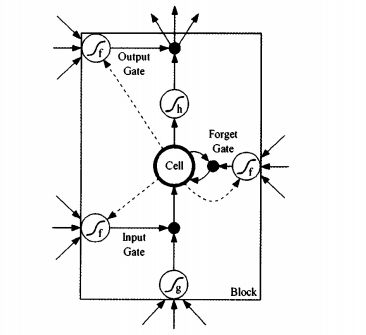 f
Output
Gate
h
Forget
Gate
Cell
f
f
Input
Gate
g
Block